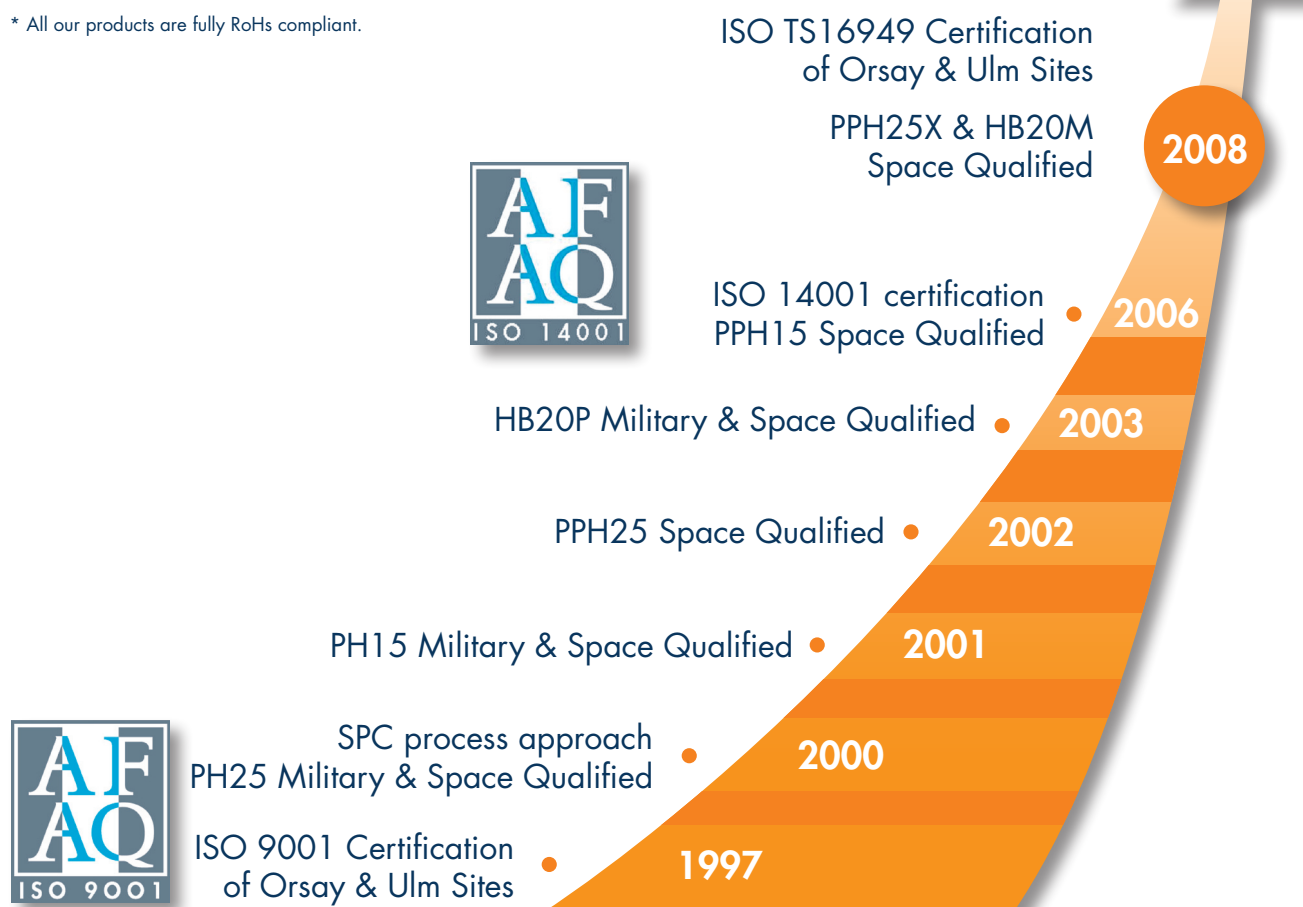 * All our products are fully RoHs compliant.
ISO TS16949 Certification
of Orsay & Ulm Sites
PPH25X & HB20M
Space Qualified
2008
AF
AQ
ISO 14001
ISO 14001 certification
PPH15 Space Qualified
2006
HB20P Military & Space Qualified
2003
PPH25 Space Qualified
2002
PH15 Military & Space Qualified
2001
SPC process approach
PH25 Military & Space Qualified
2000
AF
AQ
ISO 9001
ISO 9001 Certification
of Orsay & Ulm Sites
1997